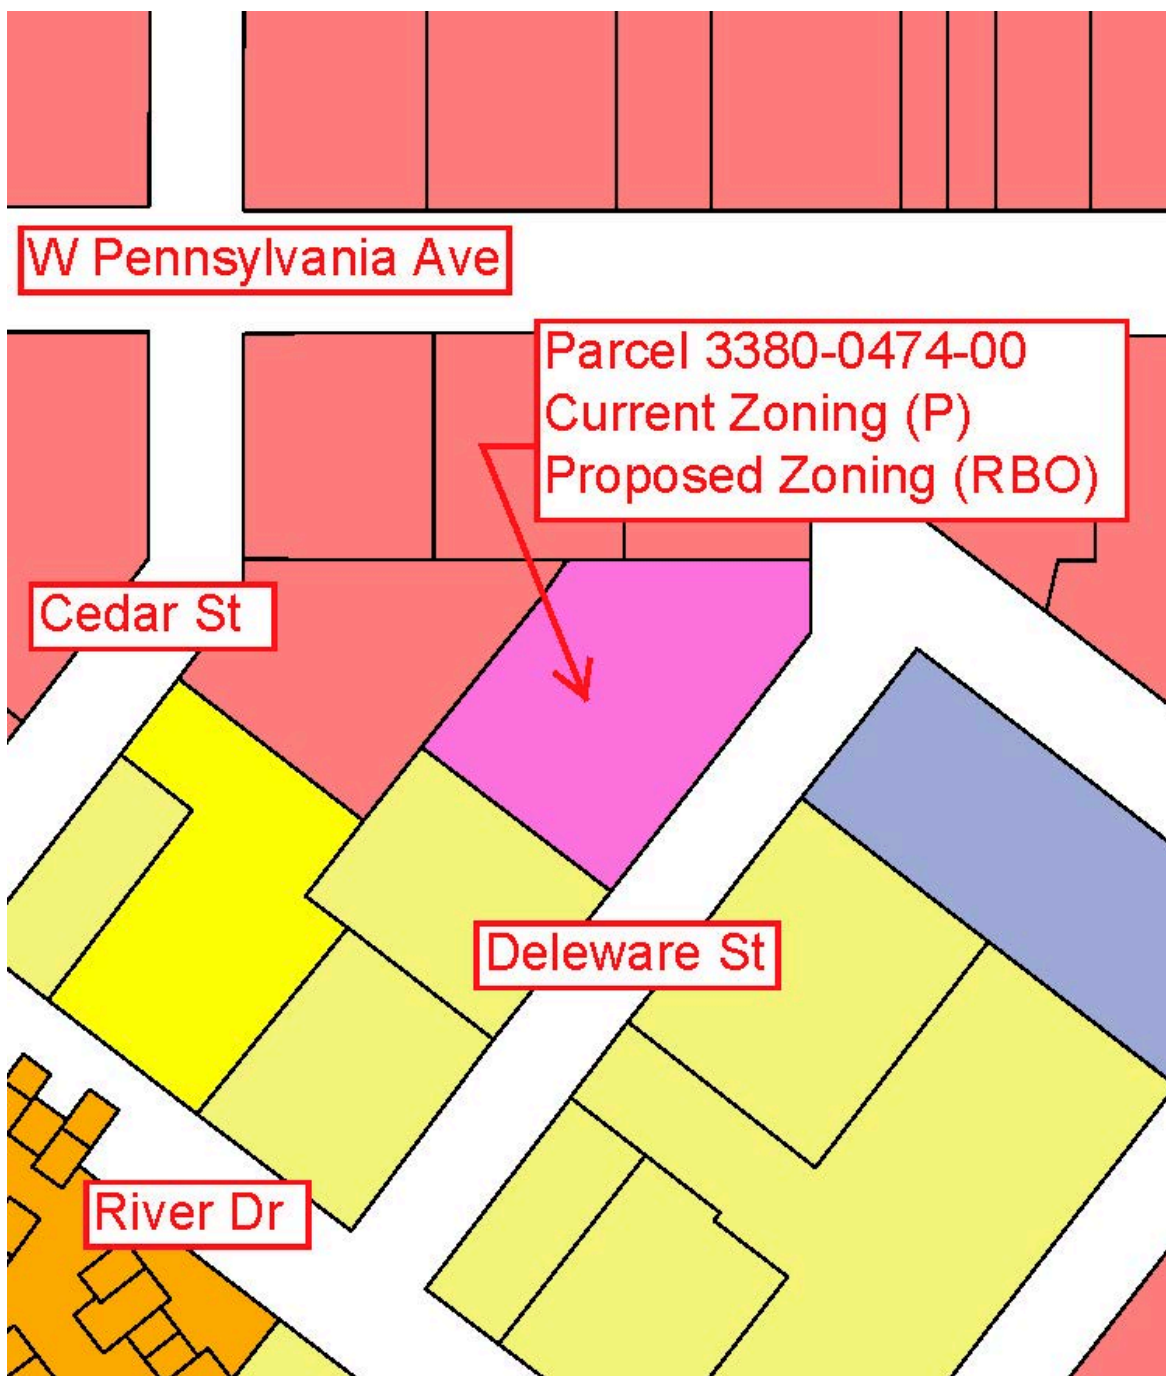 W Pennsylvania Ave
Parcel 3380-0474-00
Current Zoning (P)
Proposed Zoning (RBO)
Cedar St
Deleware St
River Dr